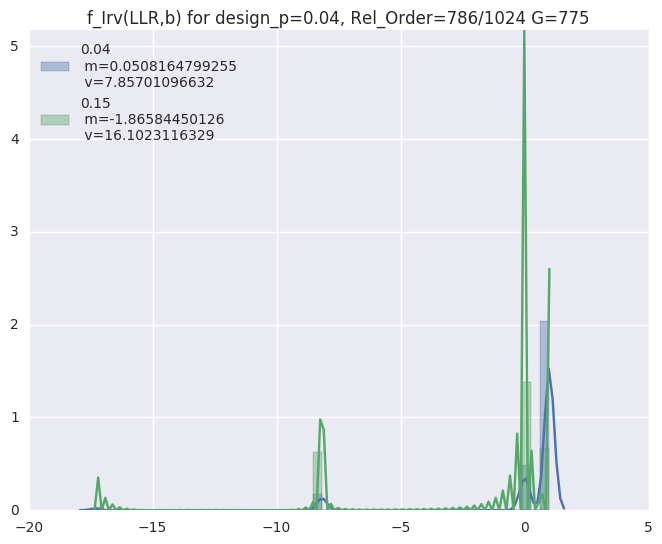 f_Irv(LLR,b) for design_p=0.04, Rel_Order=786/1024 G=775
0.04
m=0.0508164799255
v=7.85701096632
0.15
m=-1.86584450126
v=16.1023116329
5
4
3
2
1
0
−20
−15
−10
−5
0
5